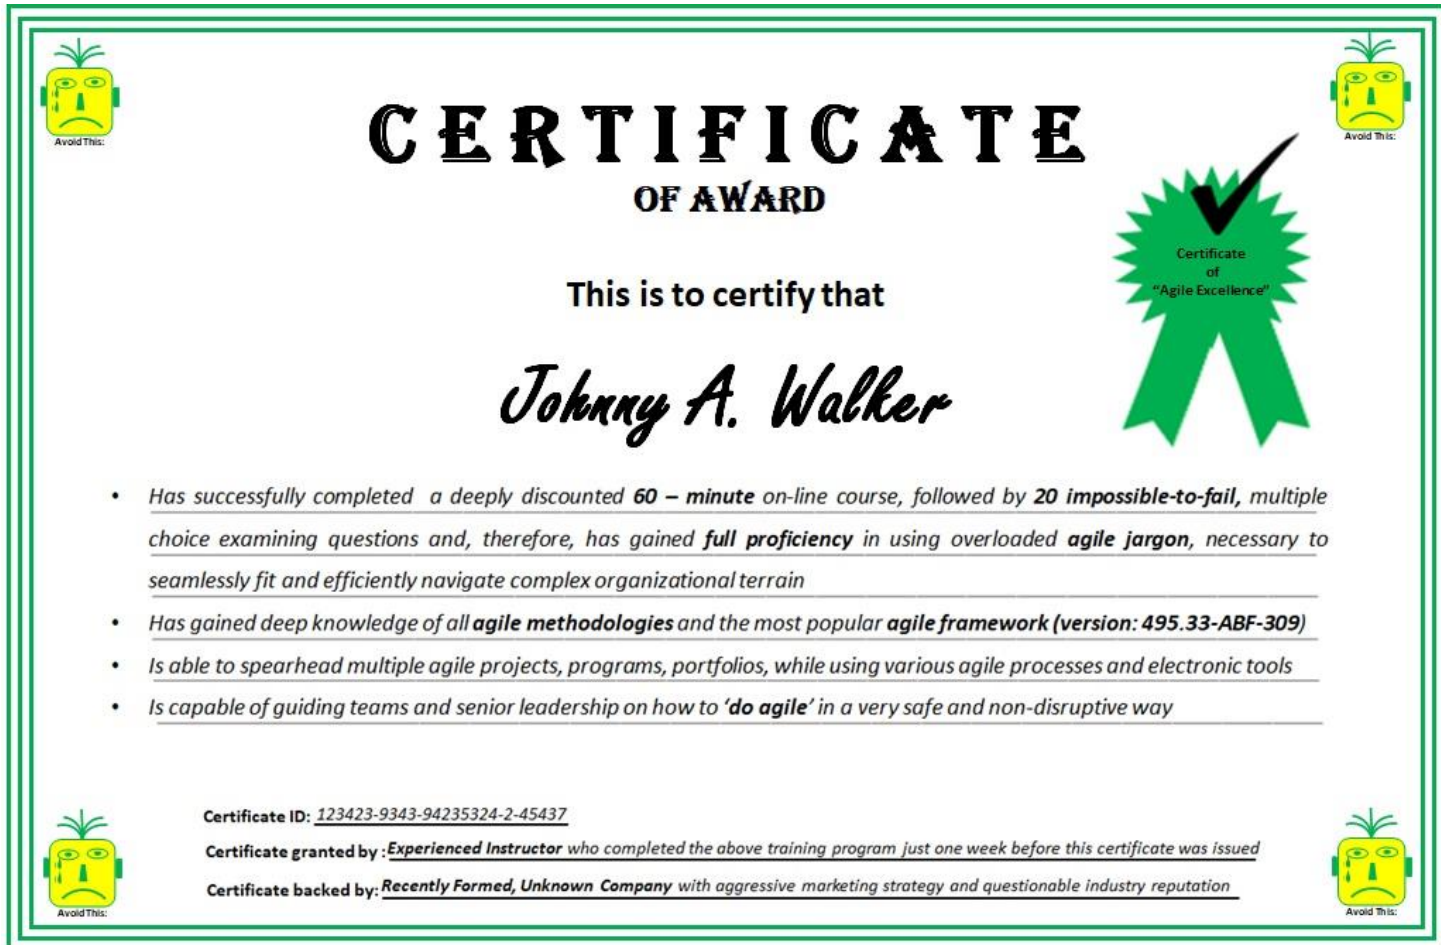 Avoid This:
Avoid This:
CERTIFICATE
OF AWARD
Certificate
of
“Agile Excellence”
This is to certify that
Johnny A. Walker
• Has successfully completed a deeply discounted 60 – minute on-line course, followed by 20 impossible-to-fail, multiple
choice examining questions and, therefore, has gained full proficiency in using overloaded agile jargon, necessary to
seamlessly fit and efficiently navigate complex organizational terrain
• Has gained deep knowledge of all agile methodologies and the most popular agile framework (version: 495.33-ABF-309)
• Is able to spearhead multiple agile projects, programs, portfolios, while using various agile processes and electronic tools
• Is capable of guiding teams and senior leadership on how to ‘do agile’ in a very safe and non-disruptive way
Certificate ID: 123423-9343-94235324-2-45437
Certificate granted by : Experienced Instructor who completed the above training program just one week before this certificate was issued
Certificate backed by: Recently Formed, Unknown Company with aggressive marketing strategy and questionable industry reputation
Avoid This:
Avoid This: